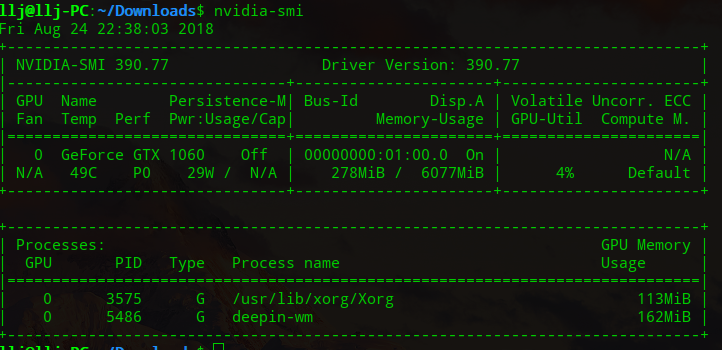 llj@llj-PC:~/Downloads$ nvidia-smi
Fri Aug 24 22:38:03 2018
+-----------------------------------------------------------------------------+
| NVIDIA-SMI 390.77                 Driver Version: 390.77                    |
|-------------------------------+----------------------+----------------------+
| GPU  Name        Persistence-M| Bus-Id        Disp.A | Volatile Uncorr. ECC |
| Fan  Temp  Perf  Pwr:Usage/Cap|         Memory-Usage | GPU-Util  Compute M. |
|===============================+======================+======================|
|   0  GeForce GTX 1060    Off  | 00000000:01:00.0  On |                  N/A |
| N/A   49C    P0    29W /  N/A |    278MiB /  6077MiB |      4%      Default |
+-------------------------------+----------------------+----------------------+

+-----------------------------------------------------------------------------+
| Processes:                                                       GPU Memory |
|  GPU       PID   Type   Process name                             Usage      |
|=============================================================================|
|    0      3575      G   /usr/lib/xorg/Xorg                           113MiB |
|    0      5486      G   deepin-wm                                    162MiB |
+-----------------------------------------------------------------------------+
llj@llj-PC:~/Downloads$